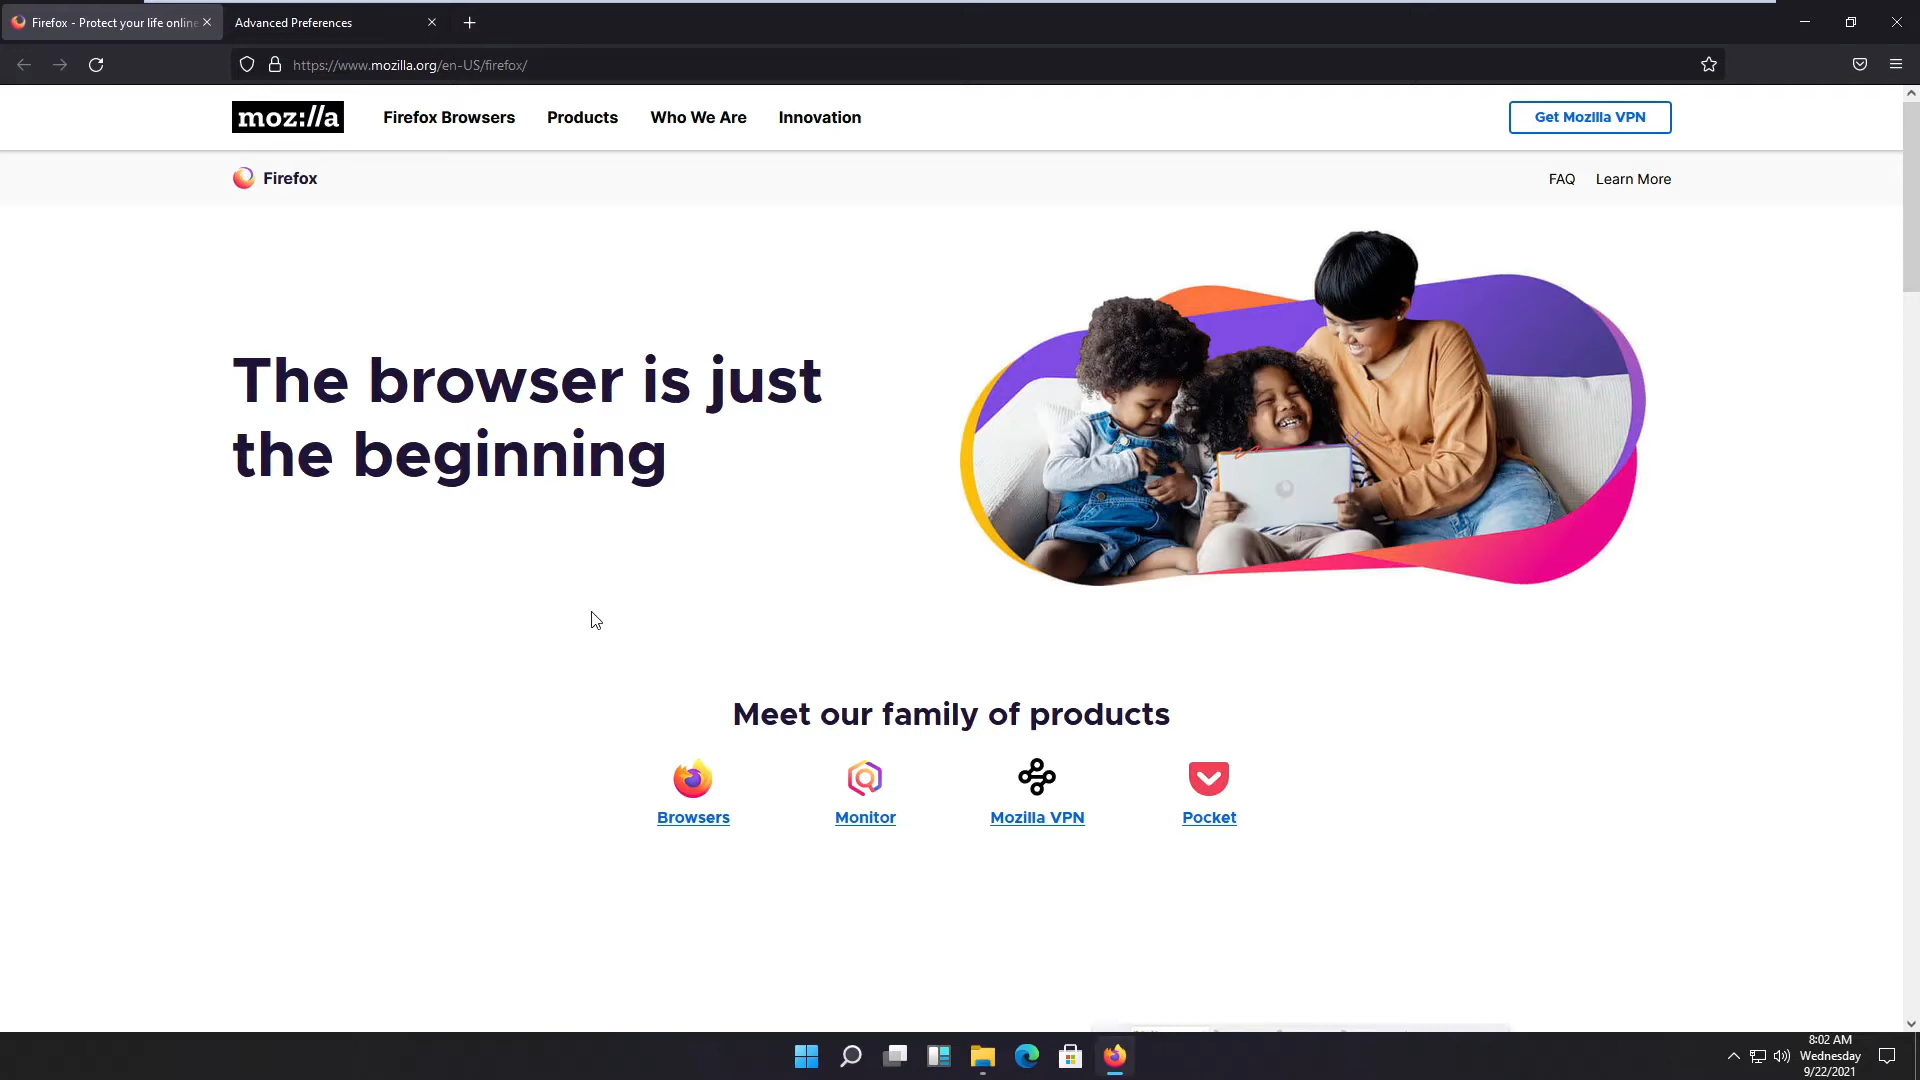 Firefox - Protect your life online
Advanced Preferences
https://www.mozilla.org/en-US/firefox/
moz://a
Firefox Browsers
Products
Who We Are
Innovation
Get Mozilla VPN
Firefox
FAQ
Learn More
The browser is just
the beginning
Meet our family of products
Browsers
Monitor
Mozilla VPN
Pocket
8:02 AM
Wednesday
9/22/2021